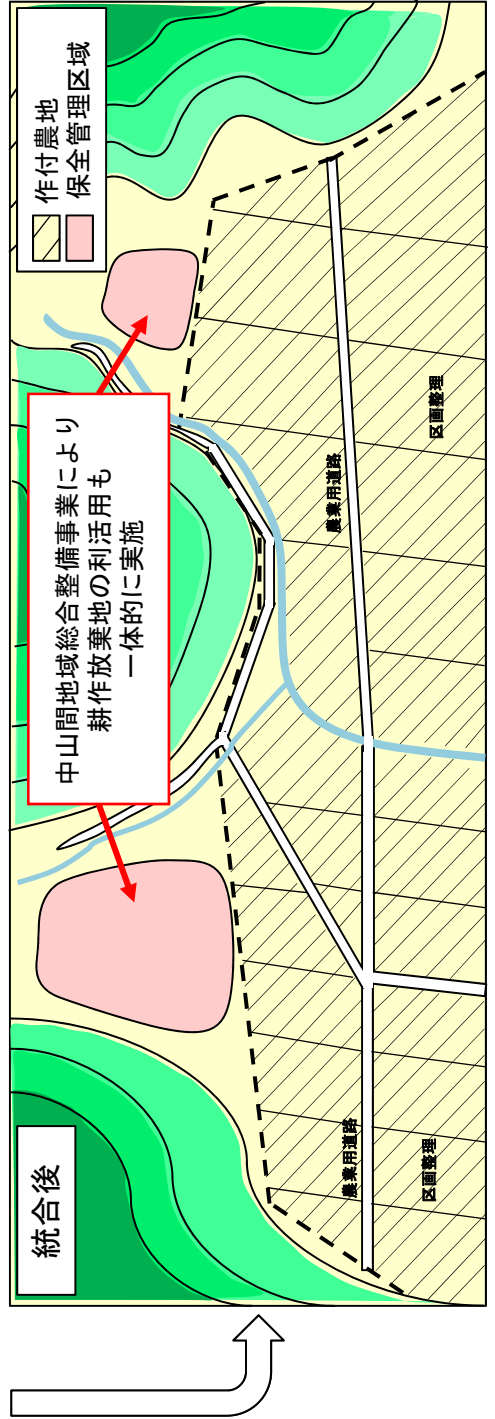 統合後
中山間地域総合整備事業により
耕作放棄地の利活用も
一体的に実施
作付農地
保全管理区域
農業用道路
区画整理
農業用道路
区画整理